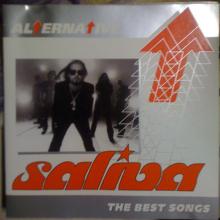 ALTERNATIVE
saliva
THE BEST SONGS